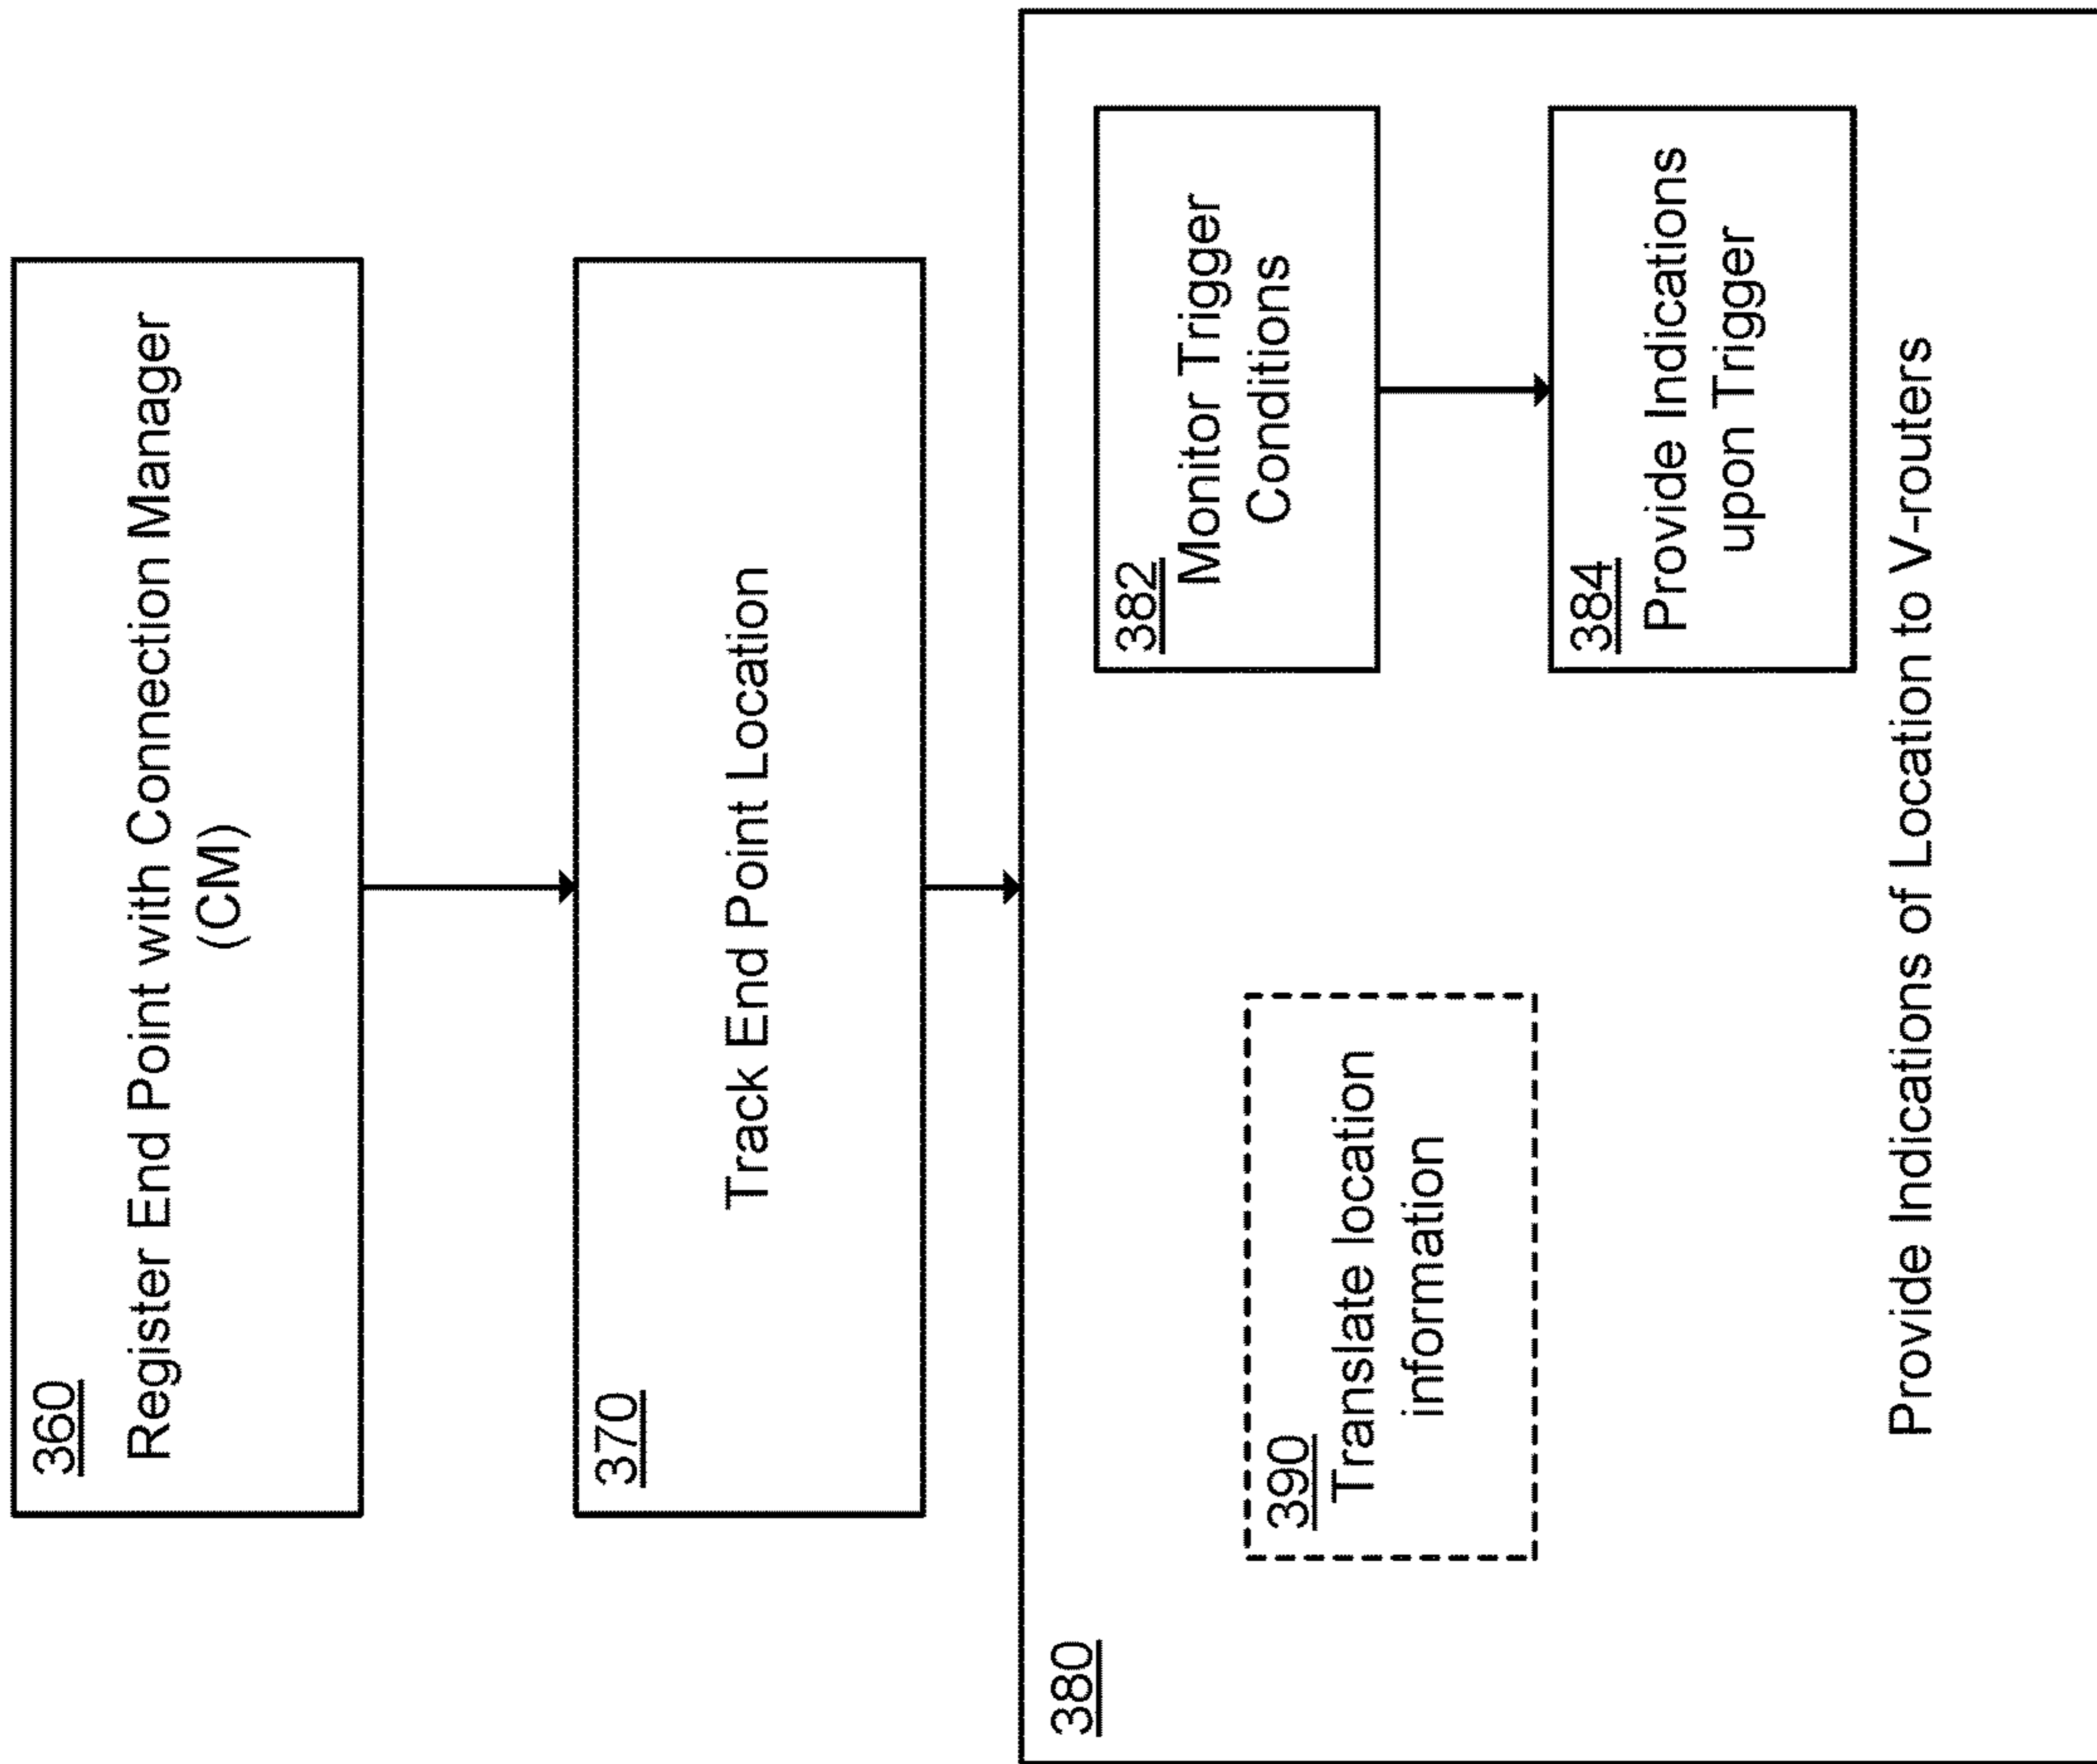 360
Register End Point with Connection Manager
(CM)
370
Track End Point Location
380
390
Translate location
information
382
Monitor Trigger
Conditions
384
Provide Indications
upon Trigger
Provide Indications of Location to V-routers